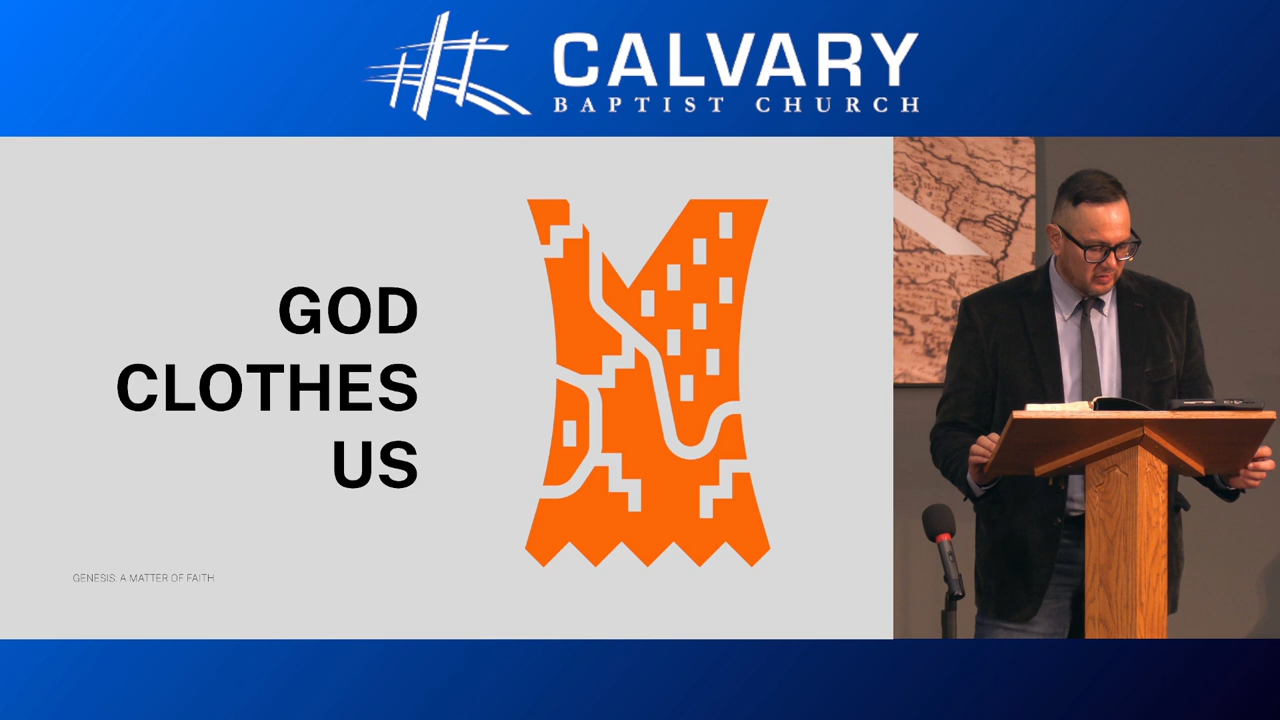 CALVARY
BAPTIST CHURCH
GOD
CLOTHES
US
GENESIS: A MATTER OF FAITH